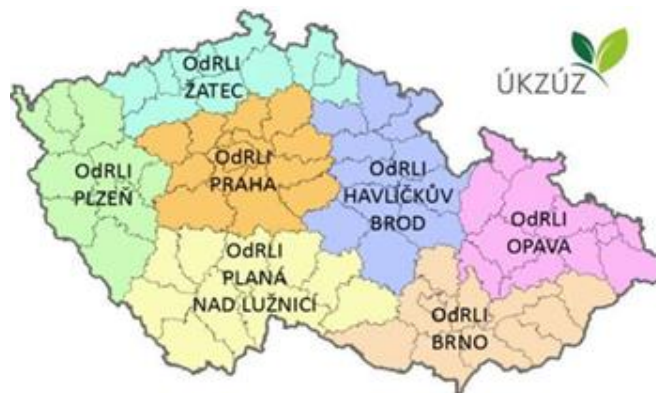 OdRLI
ŽATEC
ÚKZÚZ
OdRLI
PLZEŇ
OdRLI
PRAHA
OdRLI
HAVLÍČKŮV
BROD
OdRLI
OPAVA
OdRLI
PLANÁ
NAD LUŽNICÍ
OdRLI
BRNO